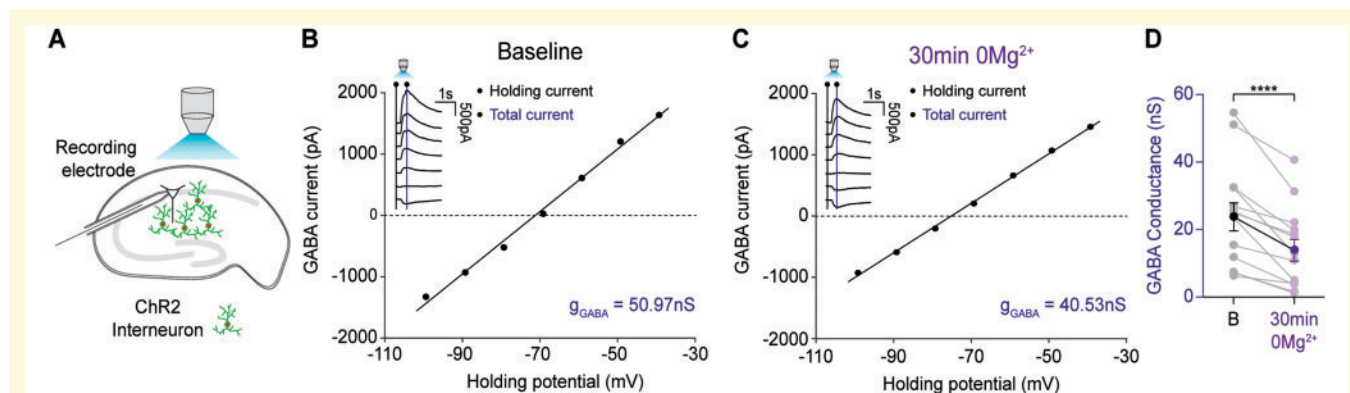 A
Recording
electrode
ChR2
Interneuron
B
Baseline
Holding current
Total current
1s
500pA
GABA current (pA)
2000
1000
0
-1000
-2000
gGABA = 50.97nS
-110
-90
-70
-50
-30
Holding potential (mV)
C
30min 0Mg²⁺
Holding current
Total current
1s
500pA
GABA current (pA)
2000
1000
0
-1000
-2000
gGABA = 40.53nS
-110
-90
-70
-50
-30
Holding potential (mV)
D
****
GABA Conductance (nS)
60
40
20
0
B
30min
0Mg²⁺